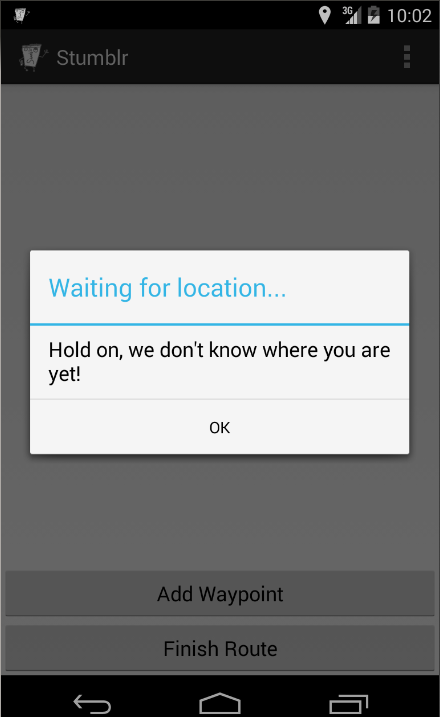 3G 10:02
Stumblr
Waiting for location...
Hold on, we don't know where you are
yet!
OK
Add Waypoint
Finish Route